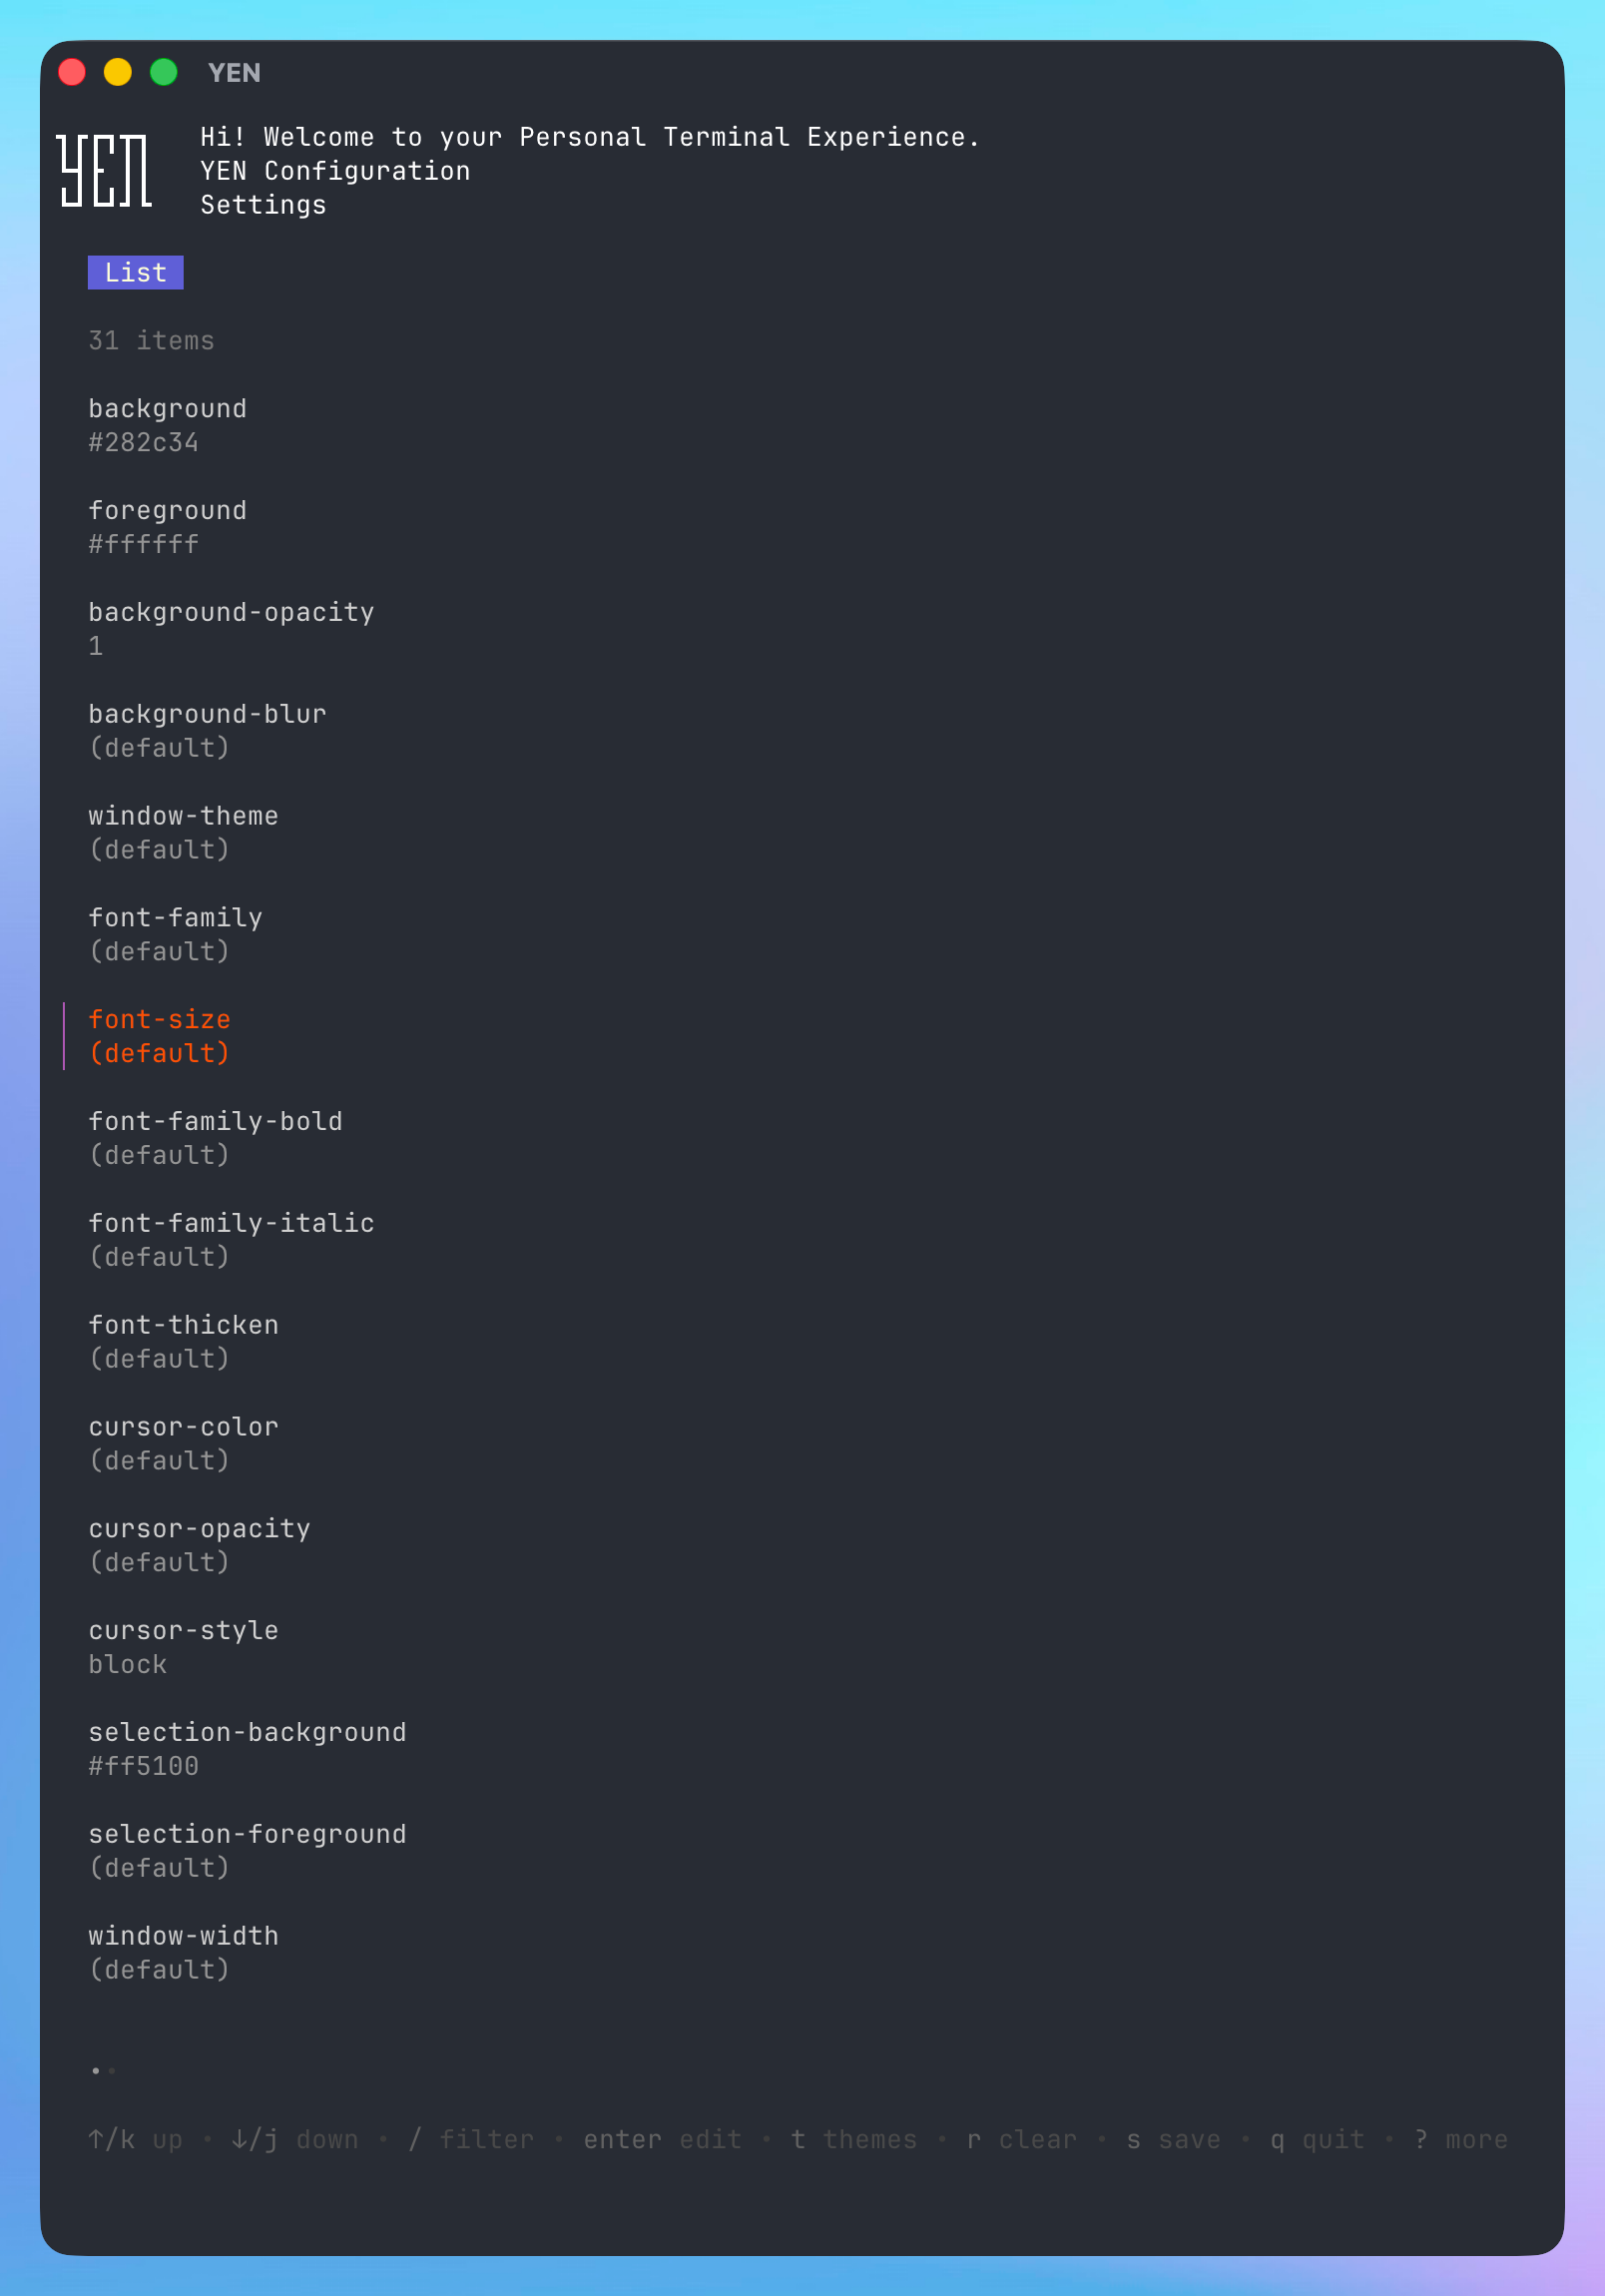 YEN
YEN
Hi! Welcome to your Personal Terminal Experience.
YEN Configuration
Settings
List
31 items
background
#282c34
foreground
#ffffff
background-opacity
1
background-blur
(default)
window-theme
(default)
font-family
(default)
font-size
(default)
font-family-bold
(default)
font-family-italic
(default)
font-thicken
(default)
cursor-color
(default)
cursor-opacity
(default)
cursor-style
block
selection-background
#ff5100
selection-foreground
(default)
window-width
(default)
↑/k up • ↓/j down • / filter • enter edit • t themes • r clear • s save • q quit • ? more